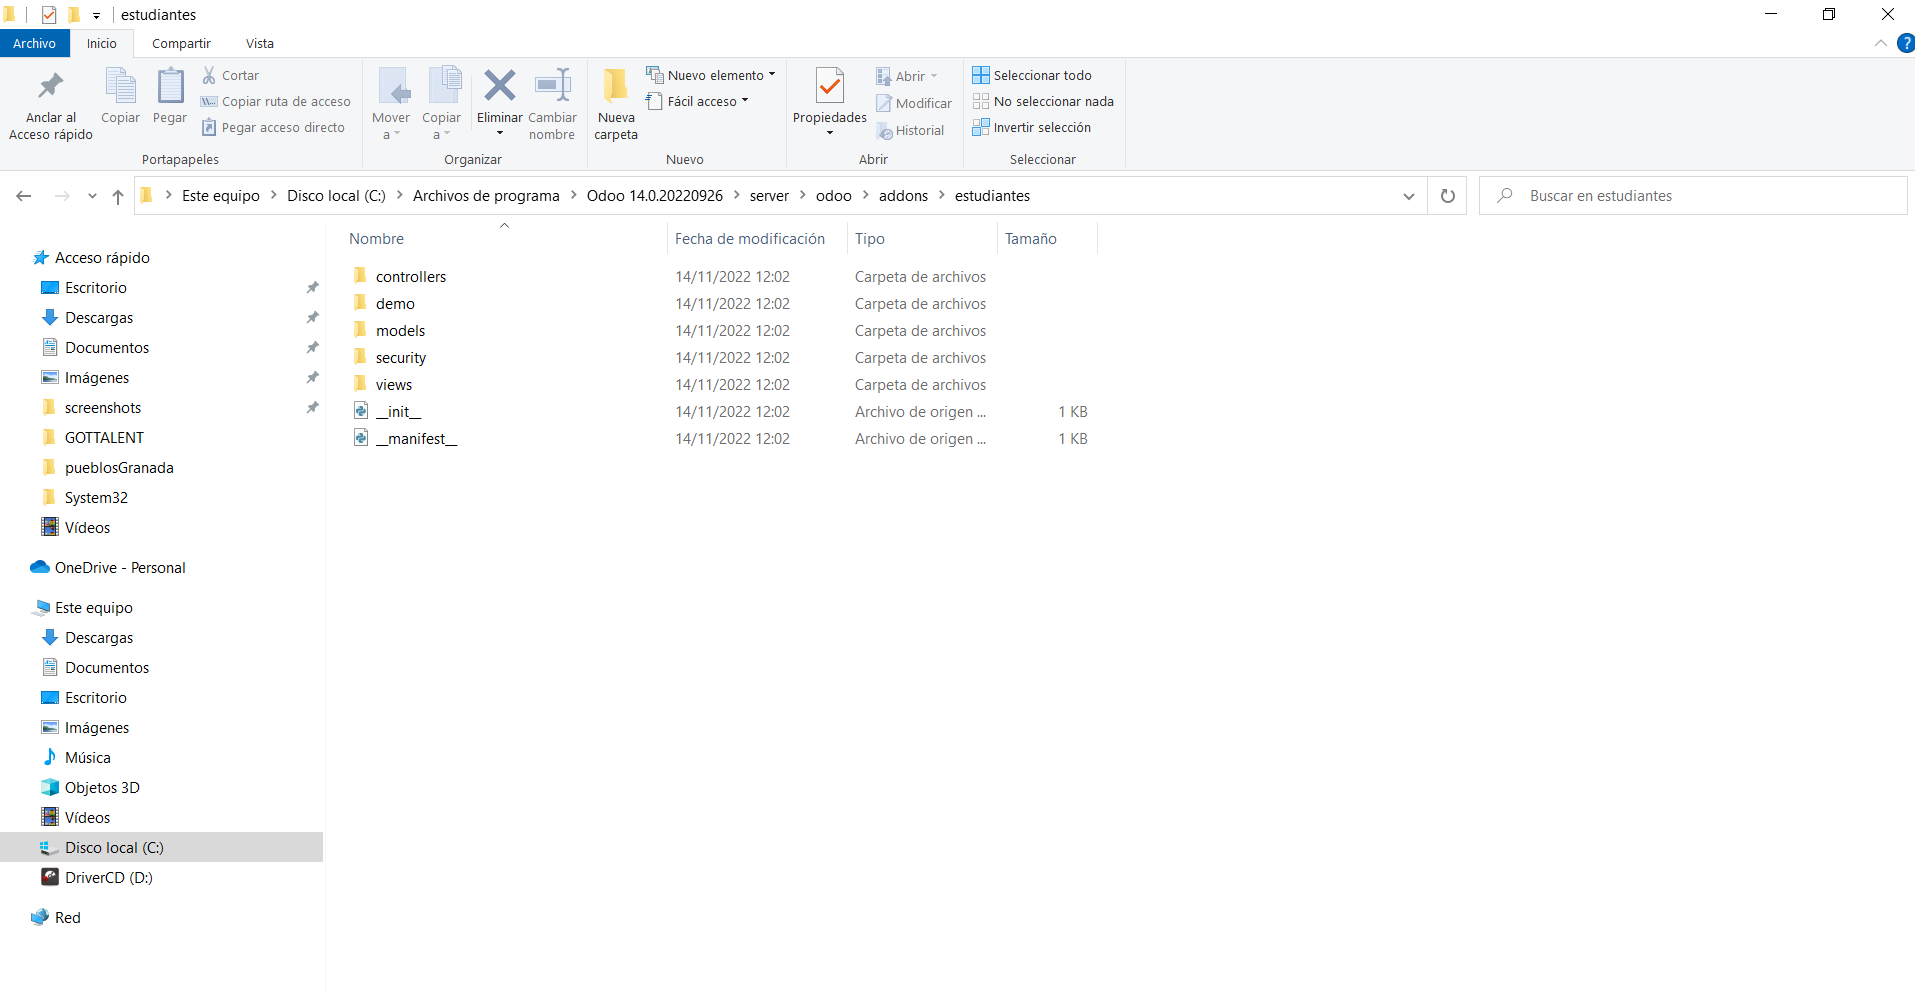 estudiantes
Archivo Inicio Compartir Vista
Anclar al Acceso rápido
Copiar
Pegar
Cortar
Copiar ruta de acceso
Pegar acceso directo
Portapapeles
Mover a
Copiar a
Eliminar
Cambiar nombre
Organizar
Nueva carpeta
Nuevo elemento
Fácil acceso
Nuevo
Propiedades
Abrir
Modificar
Historial
Abrir
Seleccionar todo
No seleccionar nada
Invertir selección
Seleccionar
Este equipo Disco local (C:) Archivos de programa Odoo 14.0.20220926 server odoo addons estudiantes
Buscar en estudiantes
Acceso rápido
Escritorio
Descargas
Documentos
Imágenes
screenshots
GOTTALENT
pueblosGranada
System32
Vídeos
OneDrive - Personal
Este equipo
Descargas
Documentos
Escritorio
Imágenes
Música
Objetos 3D
Vídeos
Disco local (C:)
DriverCD (D:)
Red
Nombre Fecha de modificación Tipo Tamaño
controllers 14/11/2022 12:02 Carpeta de archivos
demo 14/11/2022 12:02 Carpeta de archivos
models 14/11/2022 12:02 Carpeta de archivos
security 14/11/2022 12:02 Carpeta de archivos
views 14/11/2022 12:02 Carpeta de archivos
__init__ 14/11/2022 12:02 Archivo de origen ... 1 KB
__manifest__ 14/11/2022 12:02 Archivo de origen ... 1 KB